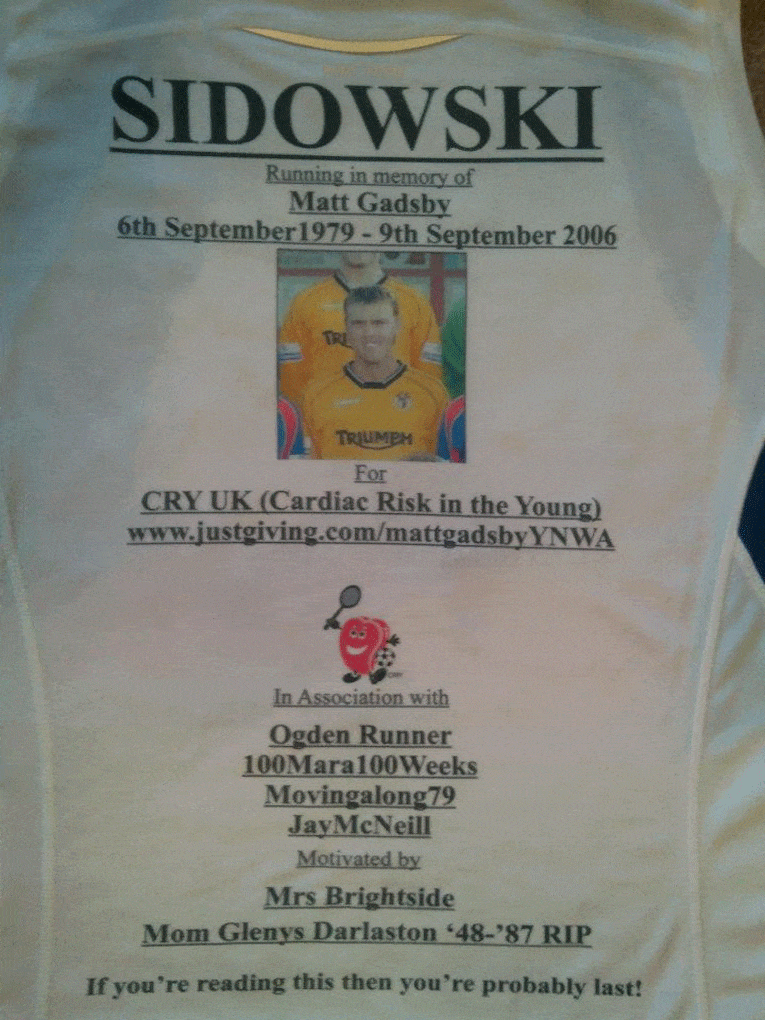 SIDOWSKI
Running in memory of
Matt Gadsby
6th September1979 - 9th September 2006
TRI
TRIUMPH
For
CRY UK (Cardiac Risk in the Young)
www.justgiving.com/mattgadsbyYNWA
CRY
In Association with
Ogden Runner
100Mara100Weeks
Movingalong79
JayMcNeill
Motivated by
Mrs Brightside
Mom Glenys Darlaston ‘48-’87 RIP
If you’re reading this then you’re probably last!